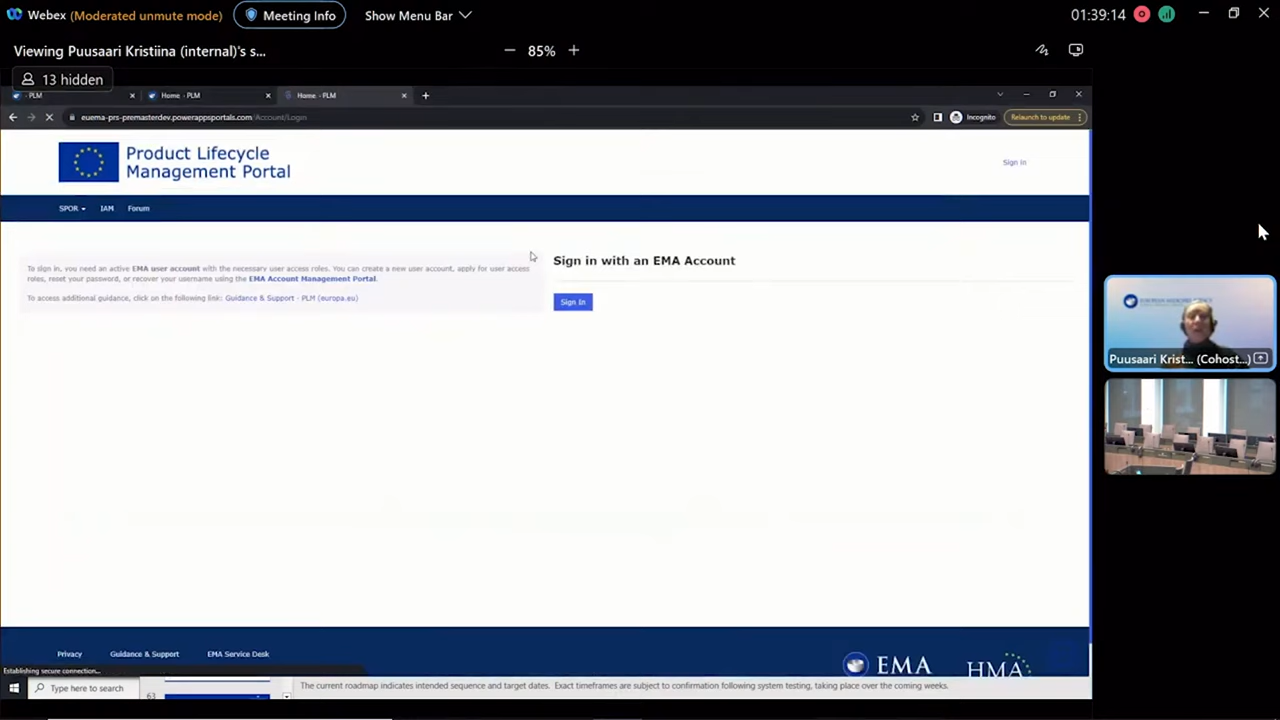 Webex (Moderated unmute mode) Meeting Info Show Menu Bar 01:39:14
Viewing Puusaari Kristiina (internal)'s s... 85%
13 hidden
- PLM Home - PLM Home - PLM
euema-prs-premasterdev.powerappsportals.com/Account/Login Incognito Relaunch to update
Product Lifecycle
Management Portal
Sign in
SPOR IAM Forum
To sign in, you need an active EMA user account with the necessary user access roles. You can create a new user account, apply for user access
roles, reset your password, or recover your username using the EMA Account Management Portal.
To access additional guidance, click on the following link: Guidance & Support - PLM (europa.eu)
Sign in with an EMA Account
Sign In
Puusaari Krist... (Cohost...)
Privacy Guidance & Support EMA Service Desk
EMA HMA
Establishing secure connection...
Type here to search
63
The current roadmap indicates intended sequence and target dates. Exact timeframes are subject to confirmation following system testing, taking place over the coming weeks.